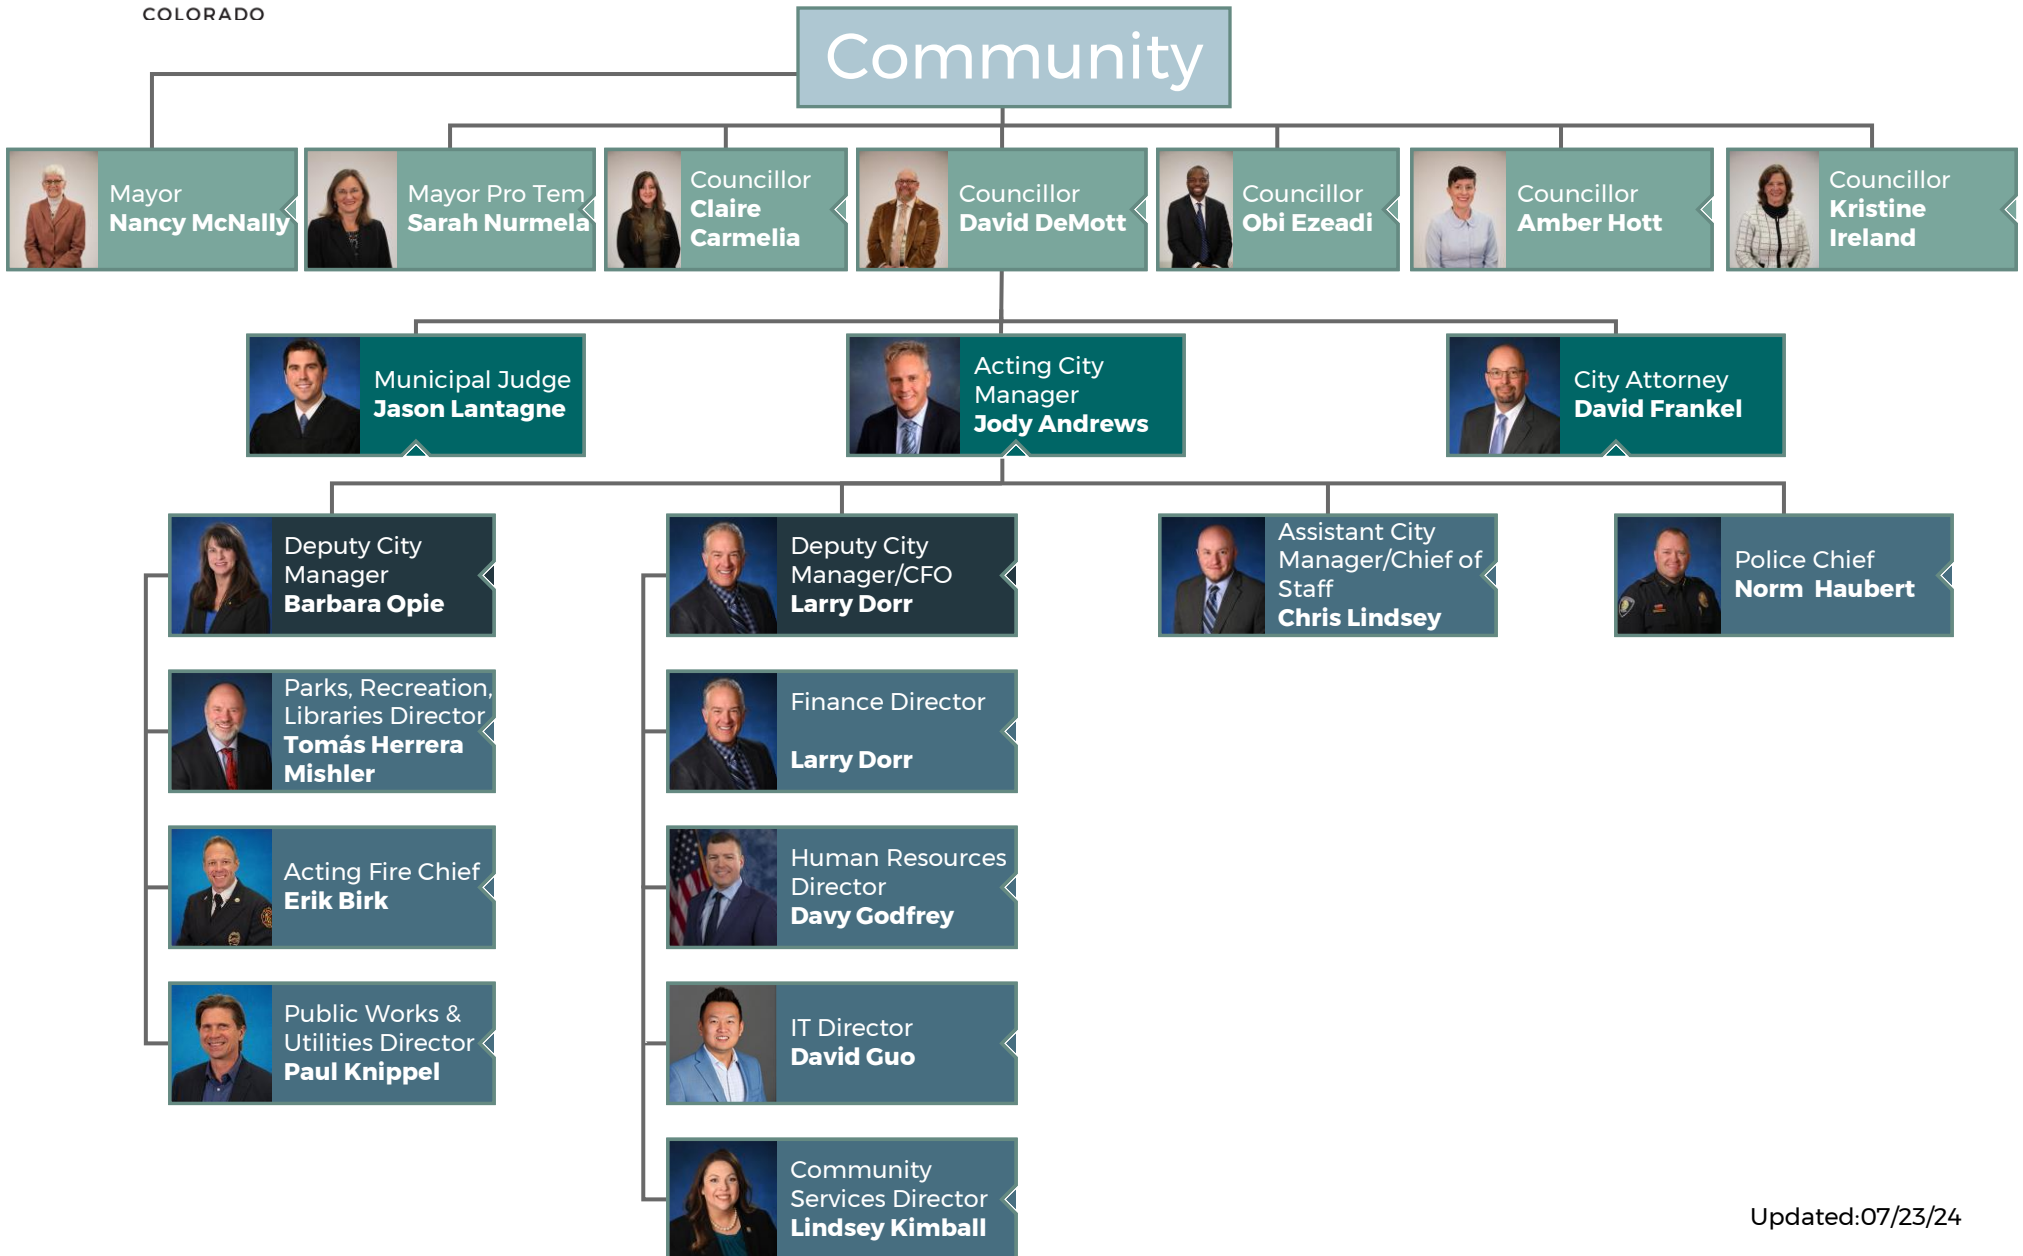 COLORADO
Community
Mayor
Nancy McNally
Mayor Pro Tem
Sarah Nurmela
Councillor
Claire
Carmelia
Councillor
David DeMott
Councillor
Obi Ezeadi
Councillor
Amber Hott
Councillor
Kristine
Ireland
Municipal Judge
Jason Lantagne
Acting City
Manager
Jody Andrews
City Attorney
David Frankel
Deputy City
Manager
Barbara Opie
Deputy City
Manager/CFO
Larry Dorr
Assistant City
Manager/Chief of
Staff
Chris Lindsey
Police Chief
Norm  Haubert
Parks, Recreation,
Libraries Director
Tomás Herrera
Mishler
Finance Director
Larry Dorr
Acting Fire Chief
Erik Birk
Human Resources
Director
Davy Godfrey
Public Works &
Utilities Director
Paul Knippel
IT Director
David Guo
Community
Services Director
Lindsey Kimball
Updated:07/23/24